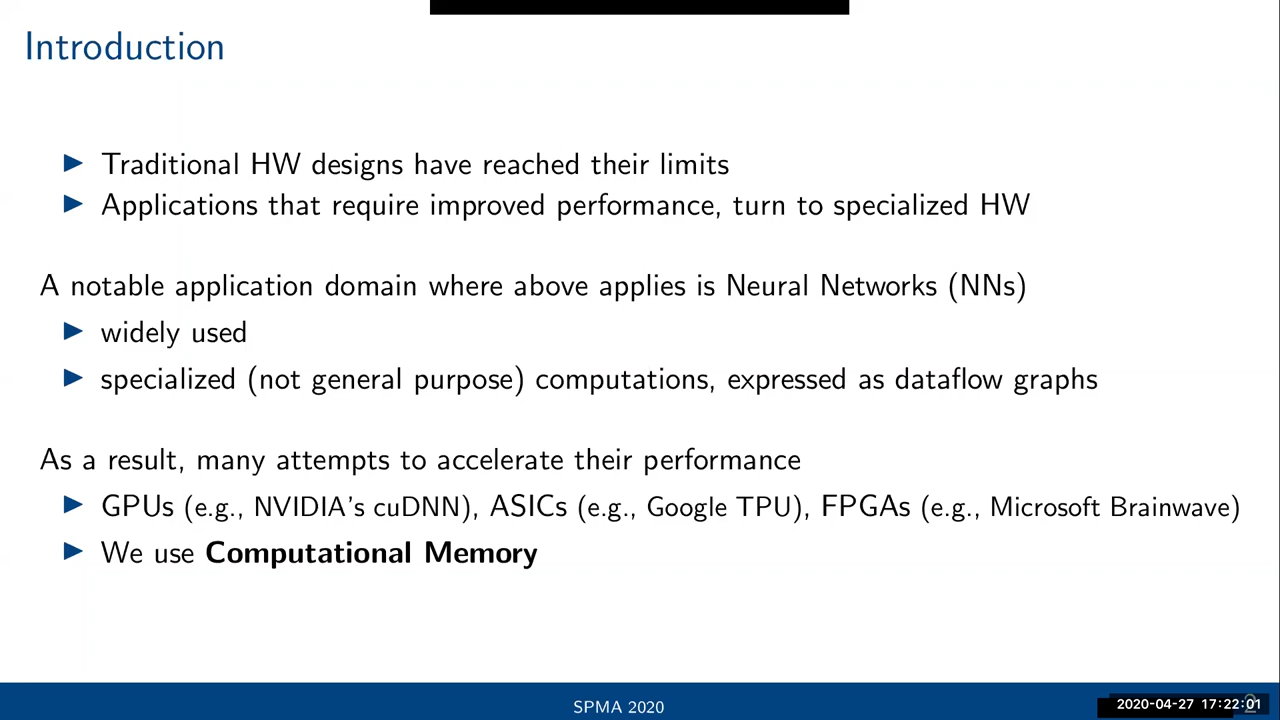 Introduction
Traditional HW designs have reached their limits
Applications that require improved performance, turn to specialized HW
A notable application domain where above applies is Neural Networks (NNs)
widely used
specialized (not general purpose) computations, expressed as dataflow graphs
As a result, many attempts to accelerate their performance
GPUs (e.g., NVIDIA's cuDNN), ASICs (e.g., Google TPU), FPGAs (e.g., Microsoft Brainwave)
We use Computational Memory
SPMA 2020
2
2020-04-27 17:22:01